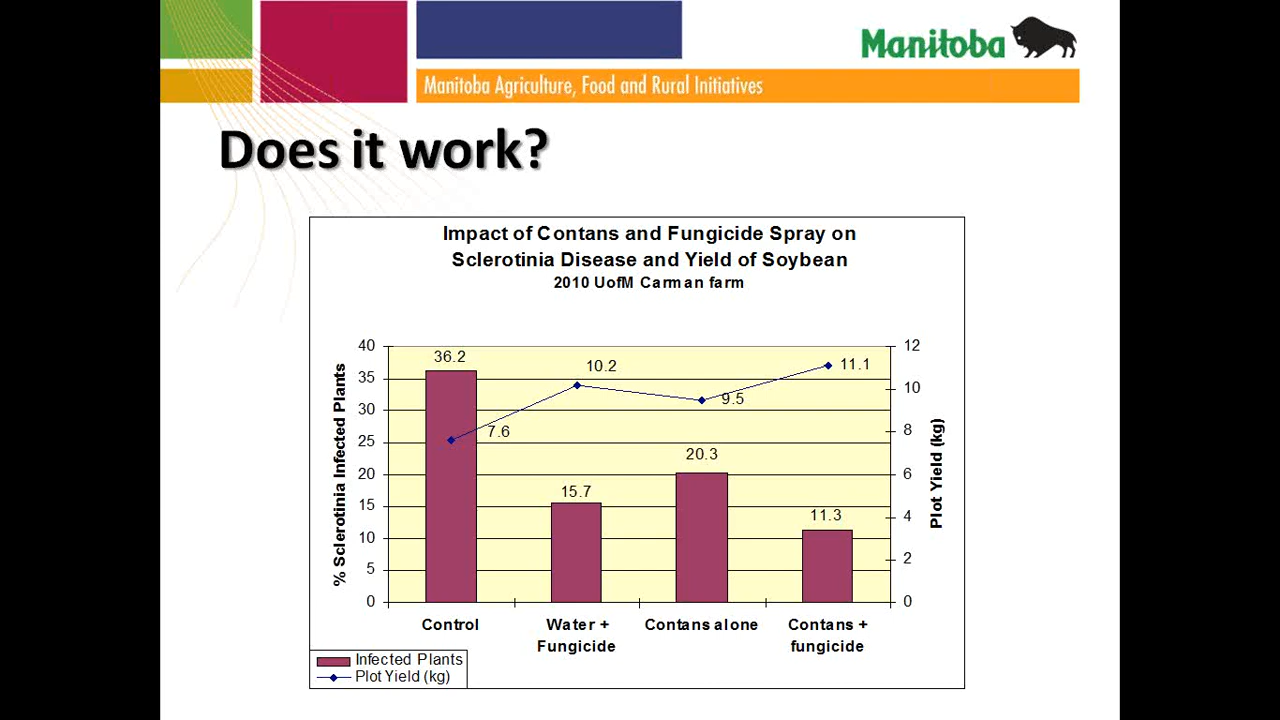 Manitoba
Manitoba Agriculture, Food and Rural Initiatives
Does it work?
Impact of Contans and Fungicide Spray on
Sclerotinia Disease and Yield of Soybean
2010 UofM Carman farm
% Sclerotinia Infected Plants
40
35
30
25
20
15
10
5
0
36.2
15.7
20.3
11.3
7.6
10.2
9.5
11.1
12
10
8
6
4
2
0
Plot Yield (kg)
Control
Water +
Fungicide
Contans alone
Contans +
fungicide
Infected Plants
Plot Yield (kg)